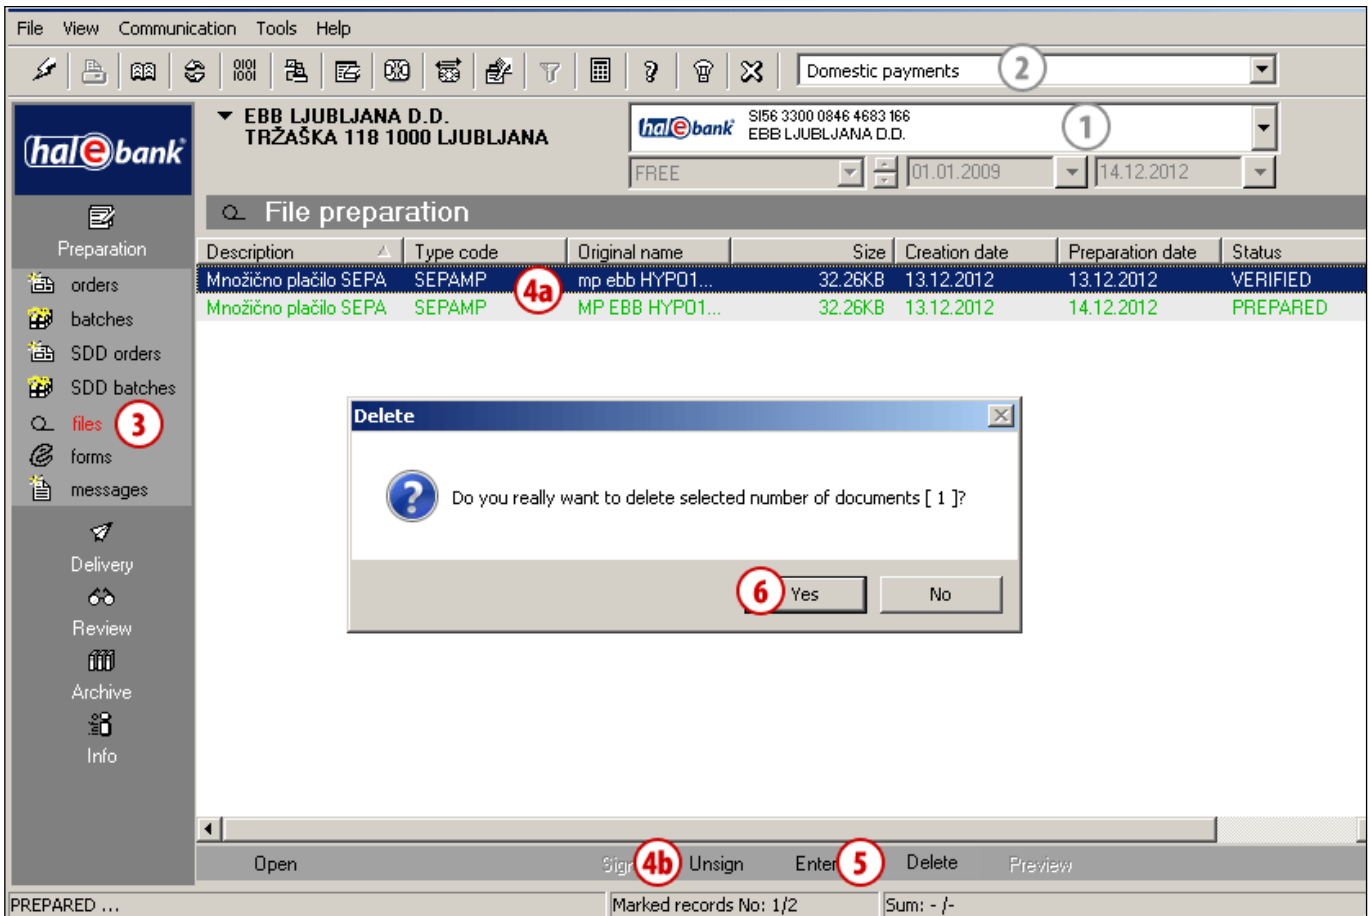 File View Communication Tools Help
Domestic payments 2
hal@bank
EBB LJUBLJANA D.D.
TRŽAŠKA 118 1000 LJUBLJANA
hal@bank SI56 3300 0846 4683 166
EBB LJUBLJANA D.D. 1
FREE 01.01.2009 14.12.2012
File preparation
Preparation
Description Type code Original name Size Creation date Preparation date Status
Množično plačilo SEPA SEPAMP 4a mp ebb HYPO1... 32.26KB 13.12.2012 13.12.2012 VERIFIED
Množično plačilo SEPA SEPAMP MP EBB HYPO1... 32.26KB 13.12.2012 14.12.2012 PREPARED
orders
batches
SDD orders
SDD batches
files 3
forms
messages
Delivery
Review
Archive
Info
Delete
Do you really want to delete selected number of documents [ 1 ]?
6 Yes No
Open Sign 4b Unsign Enter 5 Delete Preview
PREPARED ... Marked records No: 1/2 Sum: - /-